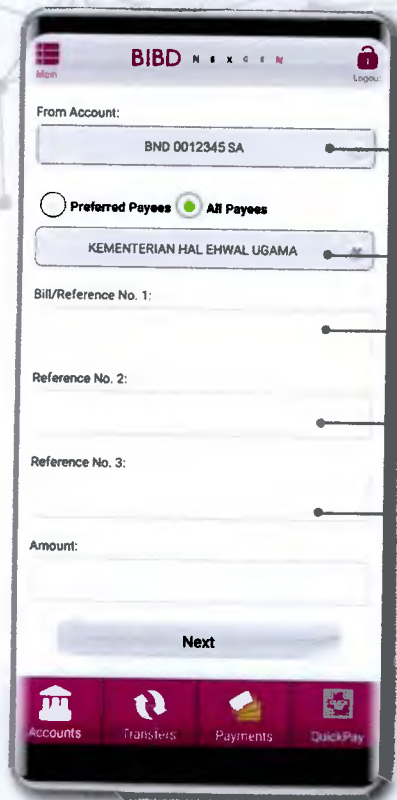 BIBD NEXGEN
Main
Logout
From Account:
BND 0012345 SA
Preferred Payees
All Payees
KEMENTERIAN HAL EHWAL UGAMA
Bill/Reference No. 1:
Reference No. 2:
Reference No. 3:
Amount:
Next
Accounts
Transfers
Payments
QuickPay